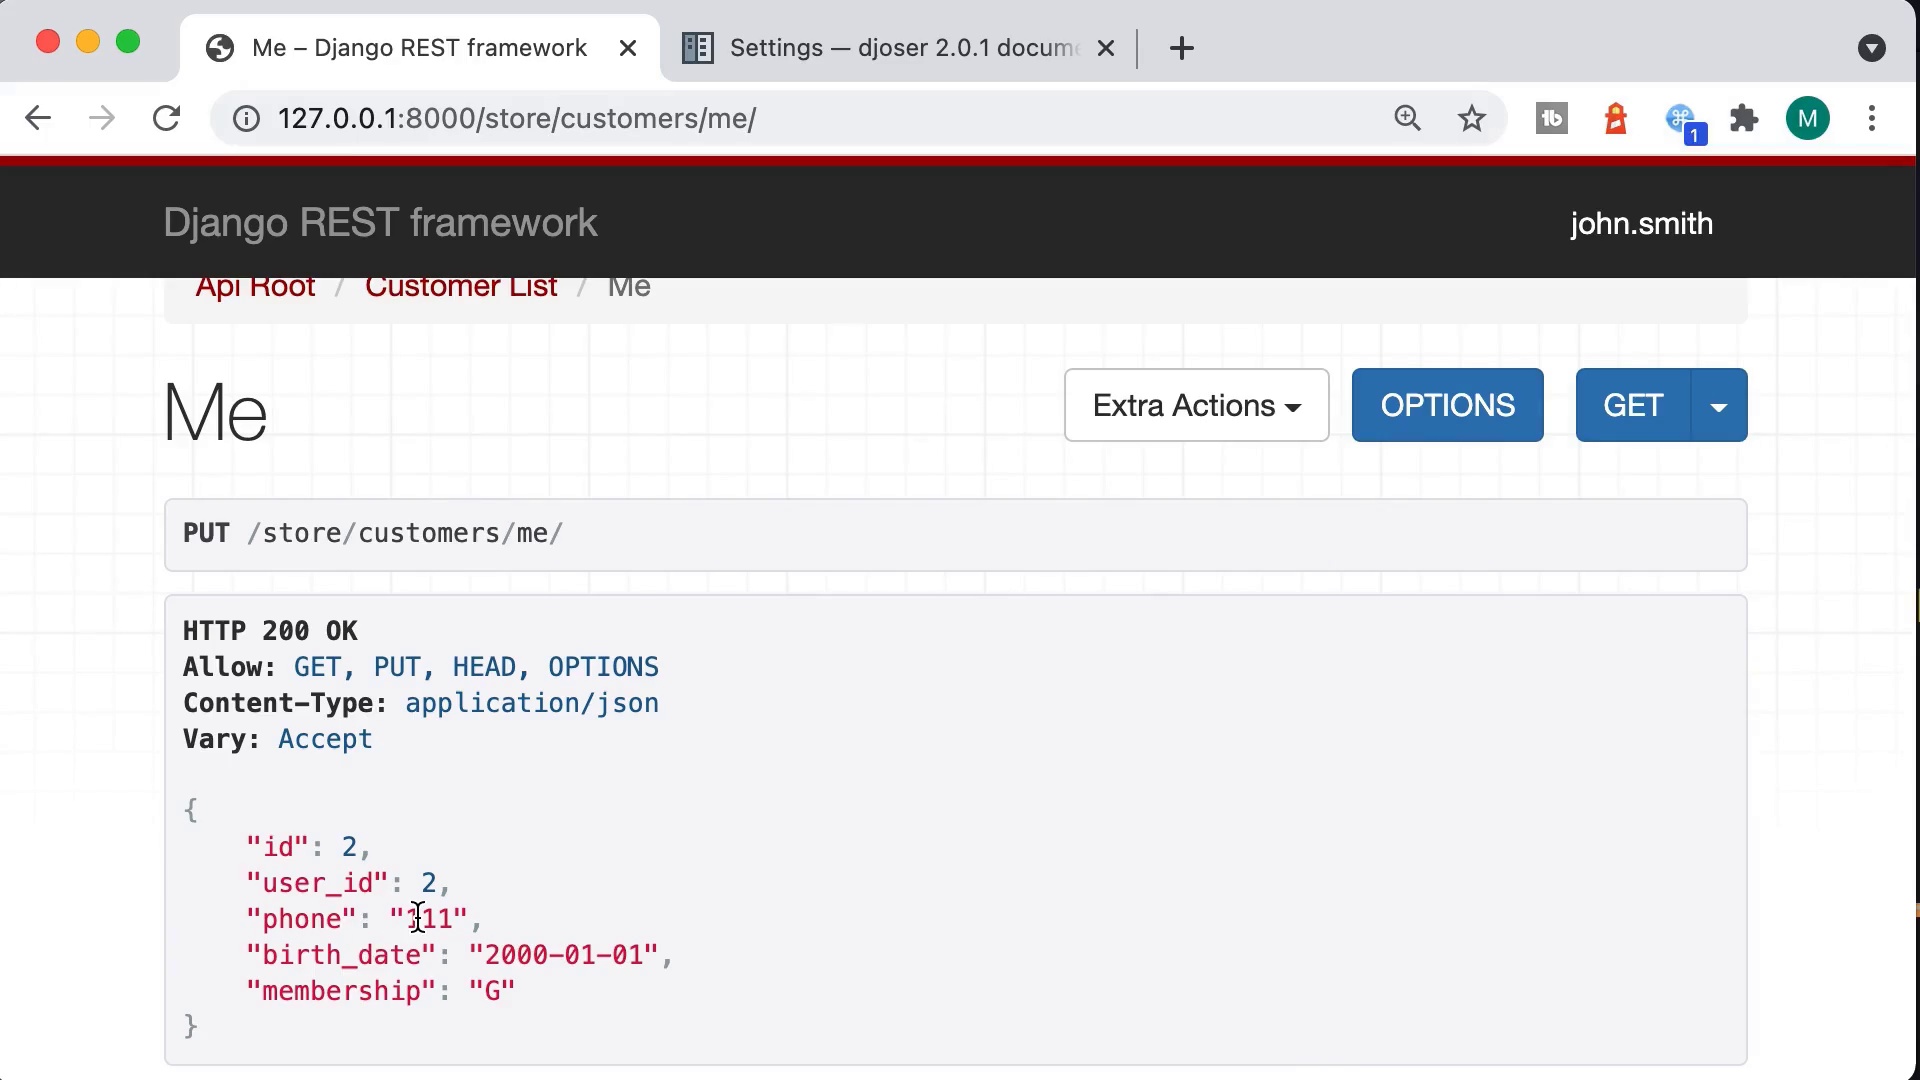 Me – Django REST framework
Settings — djoser 2.0.1 docume
127.0.0.1:8000/store/customers/me/
1
M
Django REST framework
john.smith
Api Root / Customer List / Me
Me
Extra Actions
OPTIONS
GET
PUT /store/customers/me/
HTTP 200 OK
Allow: GET, PUT, HEAD, OPTIONS
Content-Type: application/json
Vary: Accept
{
"id": 2,
"user_id": 2,
"phone": "111",
"birth_date": "2000-01-01",
"membership": "G"
}